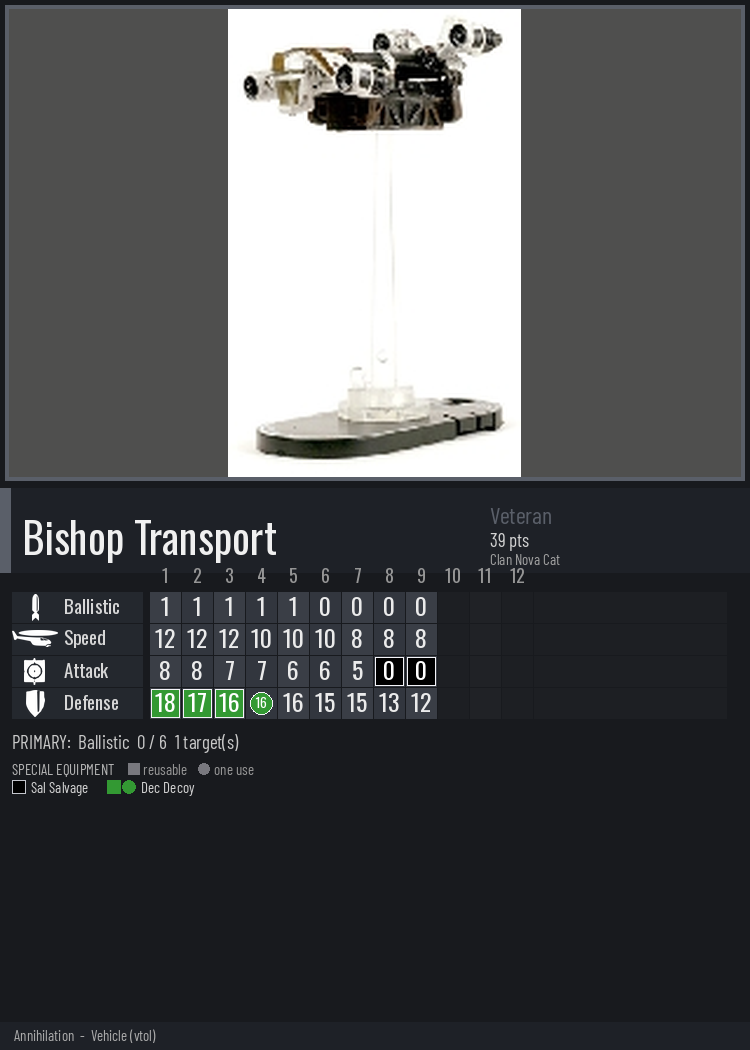 Bishop Transport
Veteran
39 pts
Clan Nova Cat
1 2 3 4 5 6 7 8 9 10 11 12
Ballistic 1 1 1 1 1 0 0 0 0
Speed 12 12 12 10 10 10 8 8 8
Attack 8 8 7 7 6 6 5 0 0
Defense 18 17 16 16 16 15 15 13 12
PRIMARY: Ballistic 0 / 6 1 target(s)
SPECIAL EQUIPMENT reusable one use
Sal Salvage Dec Decoy
Annihilation - Vehicle (vtol)